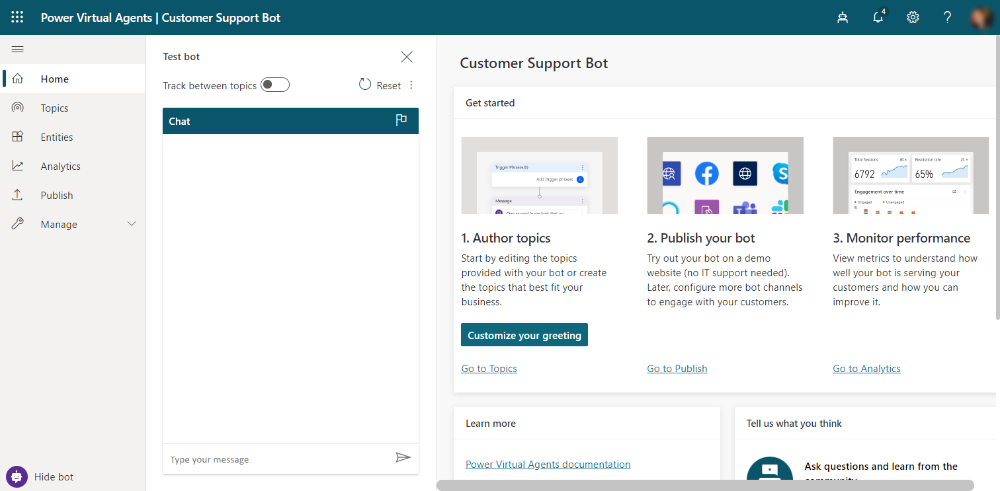 Power Virtual Agents | Customer Support Bot
4
Home
Topics
Entities
Analytics
Publish
Manage
Hide bot
Test bot
Track between topics
Reset
Chat
Type your message
Customer Support Bot
Get started
Trigger Phrases(0)
Add trigger phrases
Message
One second le me look that up
Total Sessions
6792
Resolution rate
65%
Engagement over time
Engaged
Unengaged
1. Author topics
Start by editing the topics
provided with your bot or create
the topics that best fit your
business.
Customize your greeting
Go to Topics
2. Publish your bot
Try out your bot on a demo
website (no IT support needed).
Later, configure more bot channels
to engage with your customers.
Go to Publish
3. Monitor performance
View metrics to understand how
well your bot is serving your
customers and how you can
improve it.
Go to Analytics
Learn more
Power Virtual Agents documentation
Tell us what you think
Ask questions and learn from the